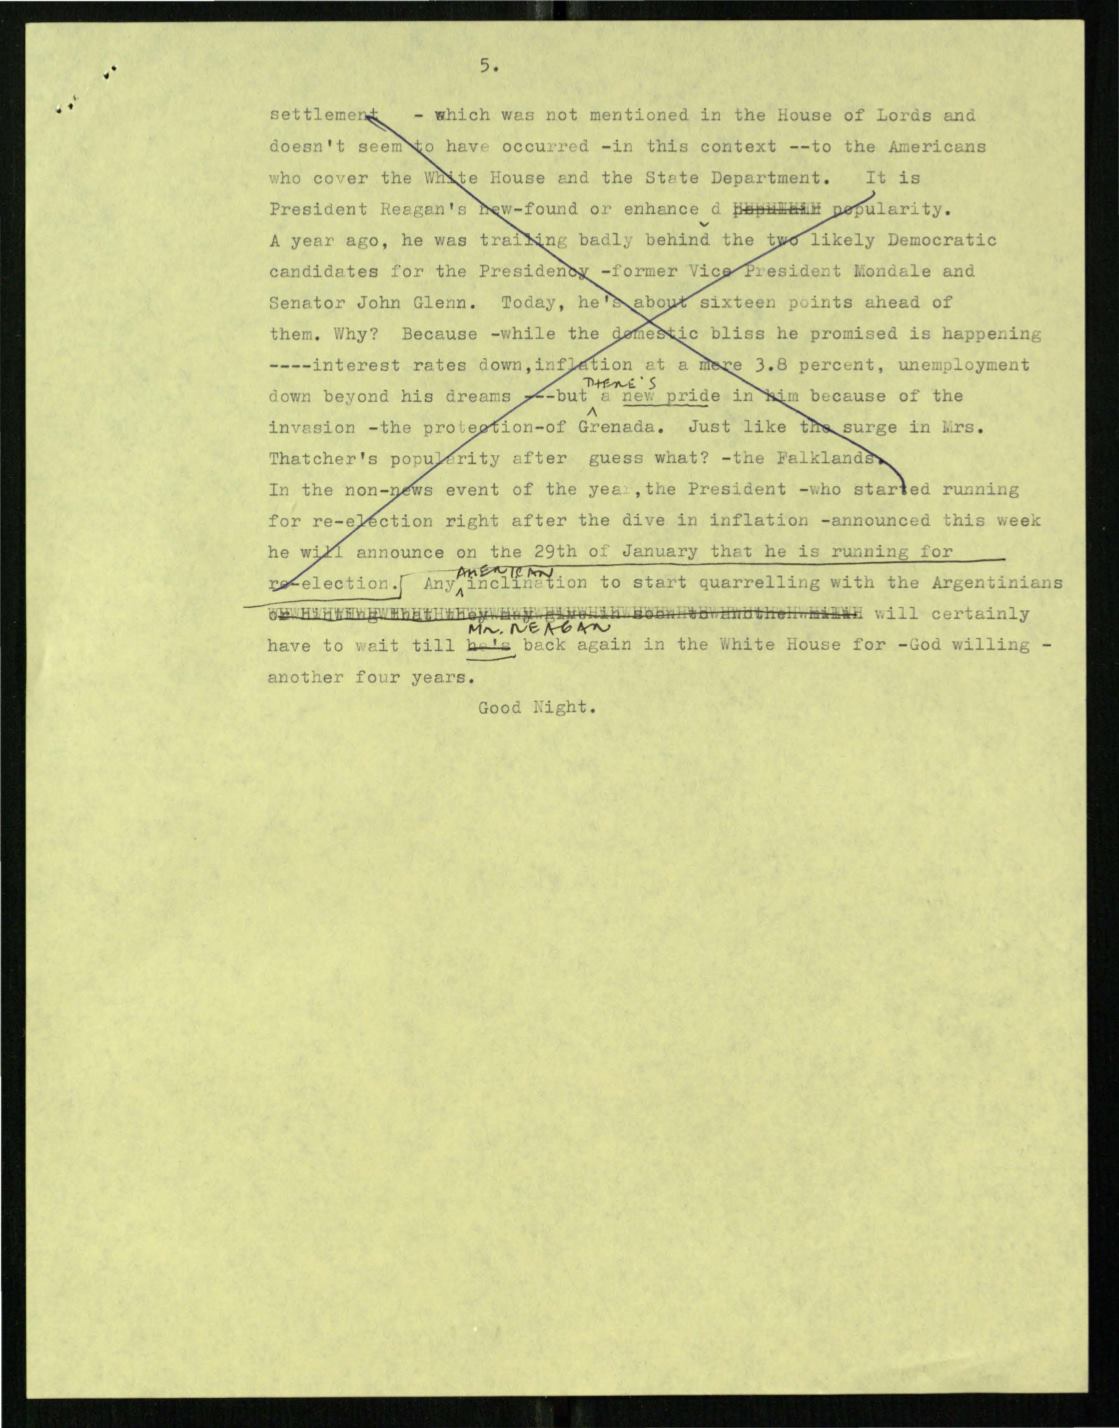 5.
settlement - which was not mentioned in the House of Lords and
doesn't seem to have occurred -in this context --to the Americans
who cover the White House and the State Department. It is
President Reagan's new-found or enhance d popularity.
A year ago, he was trailing badly behind the two likely Democratic
candidates for the Presidency -former Vice President Mondale and
Senator John Glenn. Today, he's about sixteen points ahead of
them. Why? Because -while the domestic bliss he promised is happening
----interest rates down,inflation at a mere 3.8 percent, unemployment
down beyond his dreams ---but THERE'S a new pride in him because of the
invasion -the protection-of Grenada. Just like the surge in Mrs.
Thatcher's popularity after guess what? -the Falklands.
In the non-news event of the year,the President -who started running
for re-election right after the dive in inflation -announced this week
he will announce on the 29th of January that he is running for
re-election. Any AMERICAN inclination to start quarrelling with the Argentinians
will certainly
have to wait till he's MR. REAGAN back again in the White House for -God willing -
another four years.
Good Night.